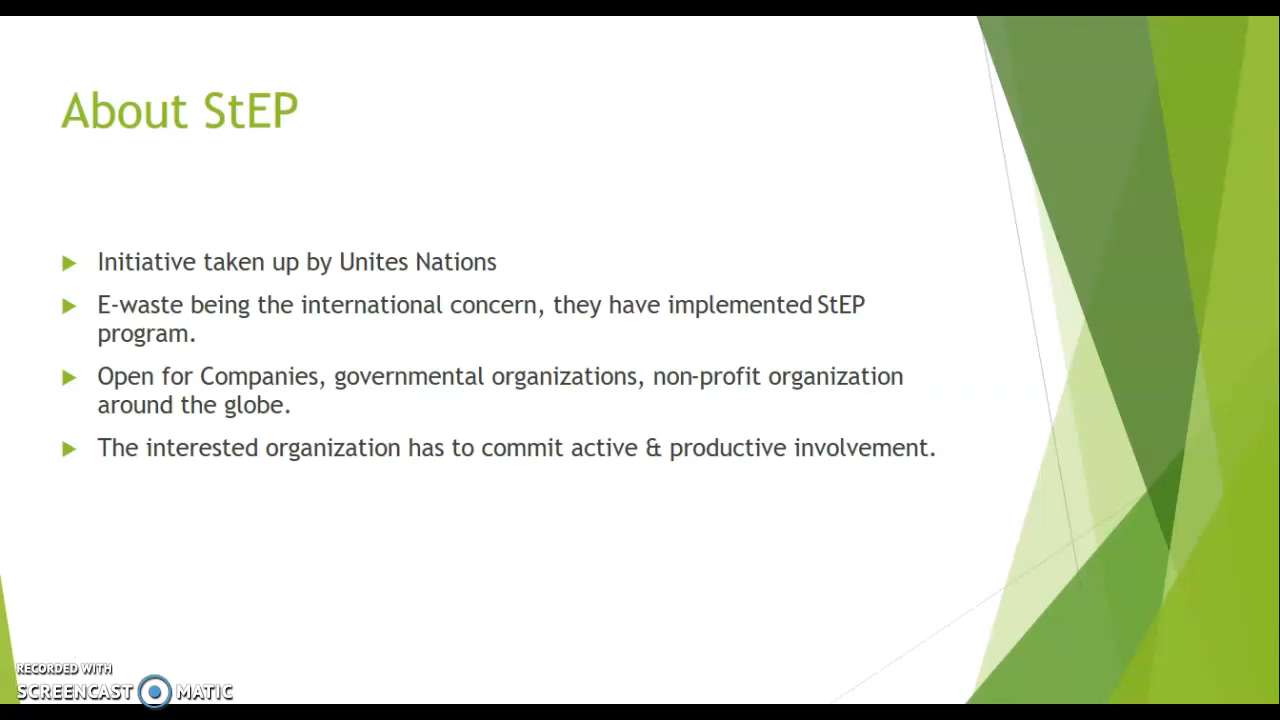 About StEP
Initiative taken up by Unites Nations
E-waste being the international concern, they have implemented StEP
program.
Open for Companies, governmental organizations, non-profit organization
around the globe.
The interested organization has to commit active & productive involvement.
RECORDED WITH
SCREENCAST MATIC